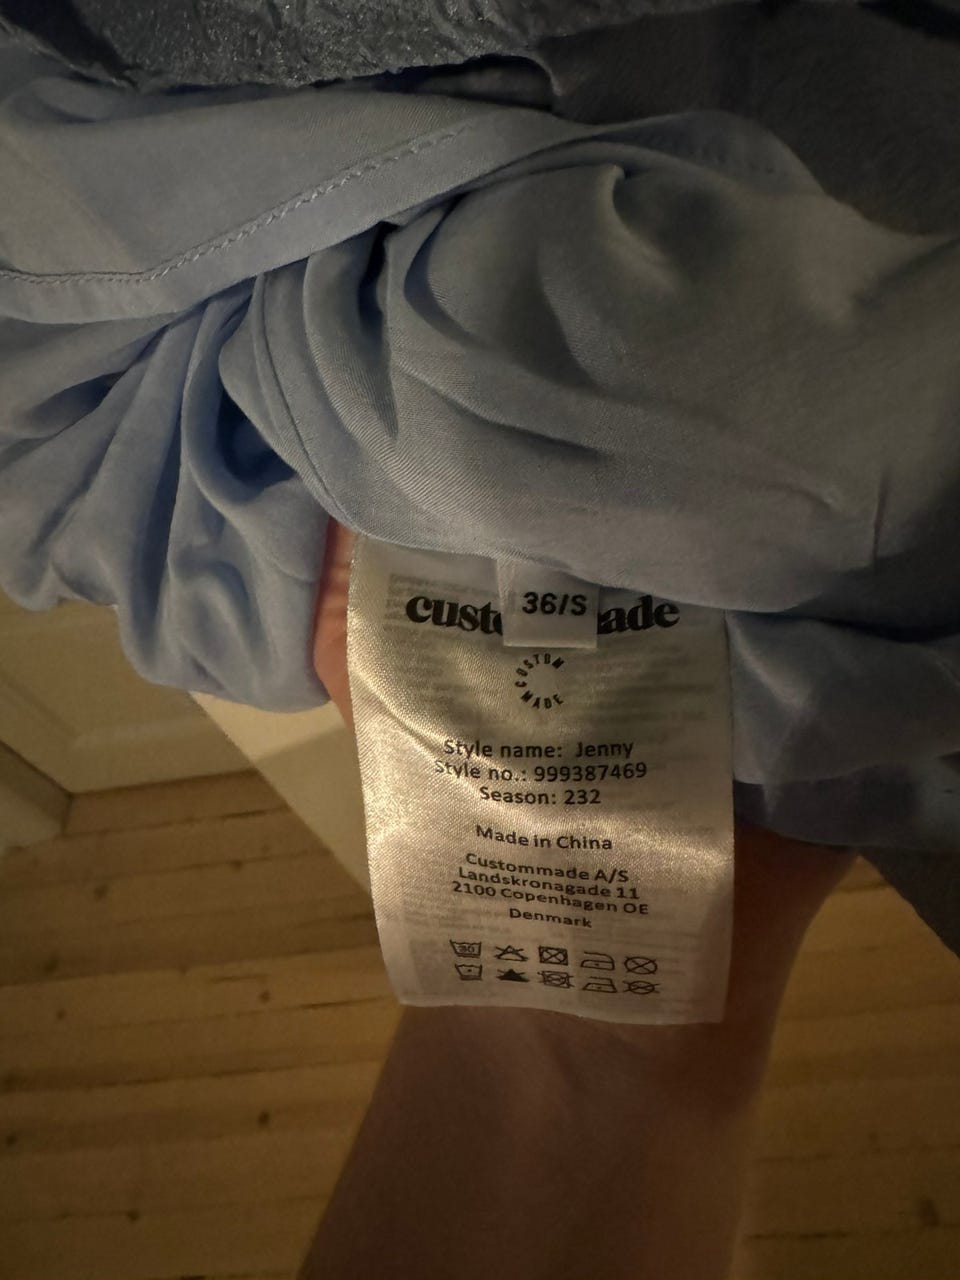 36/S
CUSTOM MADE
Style name: Jenny
Style no.: 999387469
Season: 232
Made in China
Custommade A/S
Landskronagade 11
2100 Copenhagen OE
Denmark
30